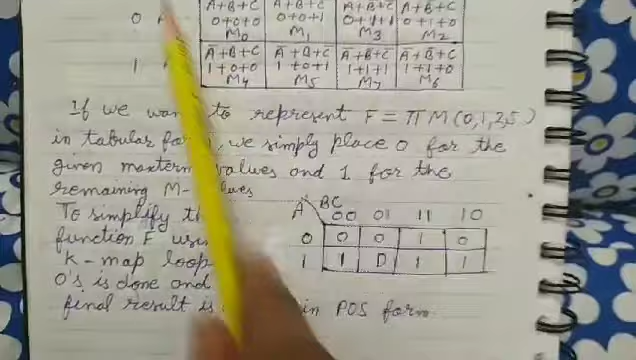 A+B+C A+B+C̄ A+B̄+C̄ A+B̄+C
0 0+0+0 0+0+1 0+1+1 0+1+0
M0 M1 M3 M2
Ā+B+C Ā+B+C̄ Ā+B̄+C̄ Ā+B̄+C
1 1+0+0 1+0+1 1+1+1 1+1+0
M4 M5 M7 M6
If we to represent F = πM(0,1,2,5)
in tabular we simply place 0 for the
given maxterm values and 1 for the
remaining M-
To simplify
A BC 00 01 11 10
function F
0 0 0 1 0
K-map
1 1 0 1 1
0's is done and
final result is in POS form.